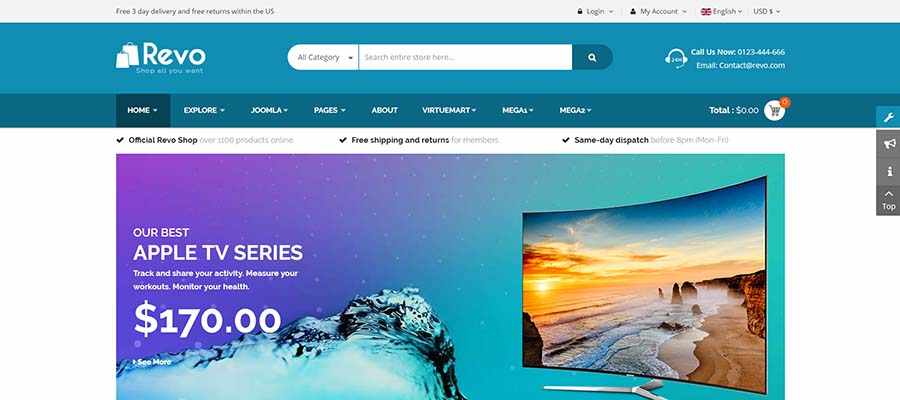 Free 3 day delivery and free returns within the US
Login
My Account
English
USD $
Revo
Shop all you want
All Category
Search entire store here...
24H
Call Us Now: 0123-444-666
Email: Contact@revo.com
HOME
EXPLORE
JOOMLA
PAGES
ABOUT
VIRTUEMART
MEGA1
MEGA2
Total : $0.00
0
Official Revo Shop over 1100 products online.
Free shipping and returns for members.
Same-day dispatch before 8pm (Mon-Fri)
Top
OUR BEST
APPLE TV SERIES
Track and share your activity. Measure your
workouts. Monitor your health.
$170.00
See More